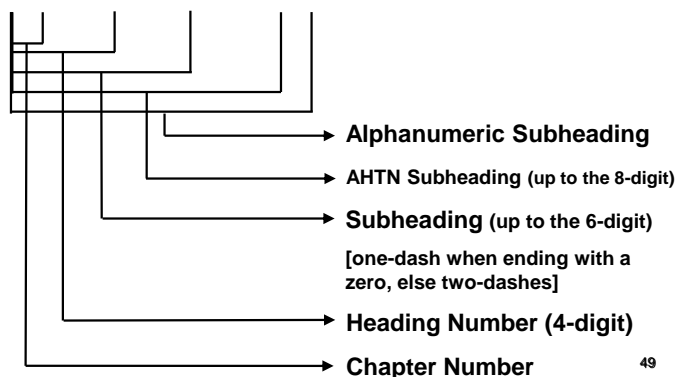 Alphanumeric Subheading
AHTN Subheading (up to the 8-digit)
Subheading (up to the 6-digit)
[one-dash when ending with a
zero, else two-dashes]
Heading Number (4-digit)
Chapter Number
49